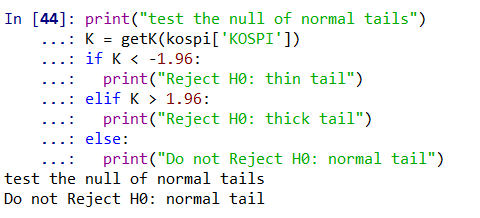 In [44]: print("test the null of normal tails")
    ...: K = getK(kospi['KOSPI'])
    ...: if K < -1.96:
    ...:   print("Reject H0: thin tail")
    ...: elif K > 1.96:
    ...:   print("Reject H0: thick tail")
    ...: else:
    ...:   print("Do not Reject H0: normal tail")
test the null of normal tails
Do not Reject H0: normal tail